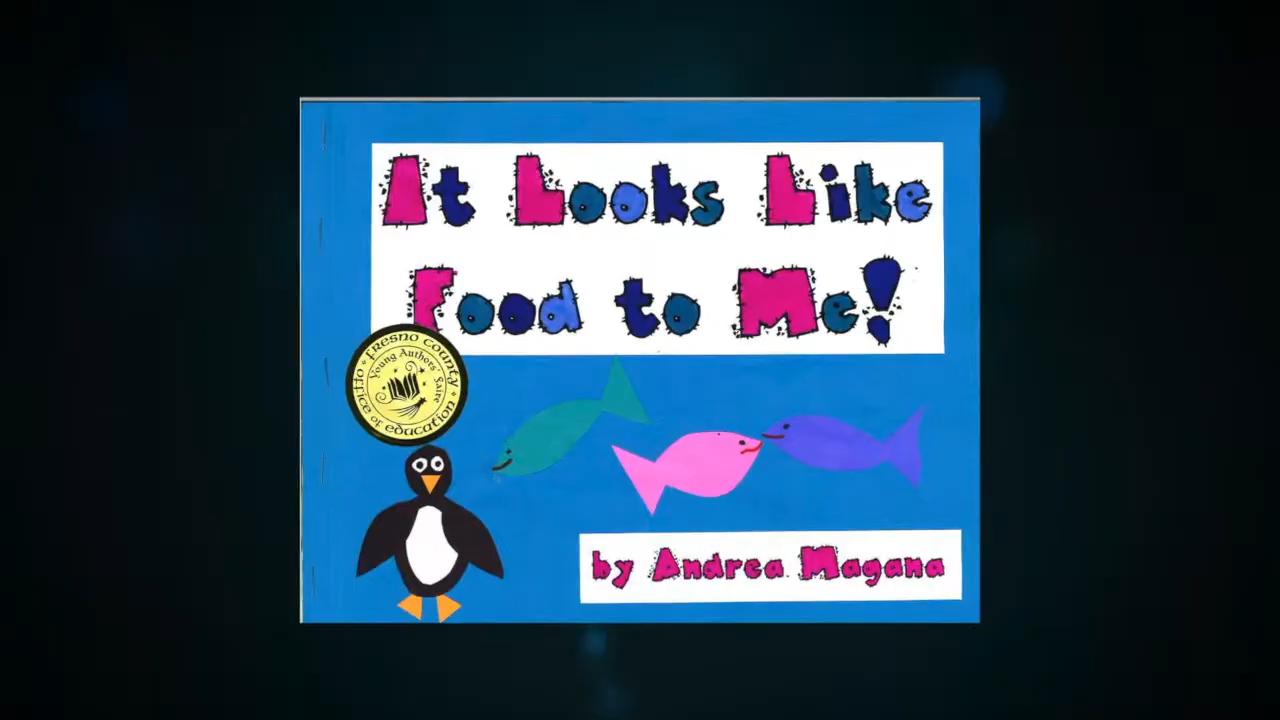 It Looks Like
Food to Me!
Fresno County
Office of Education
Young Authors' Faire
by Andrea Magana